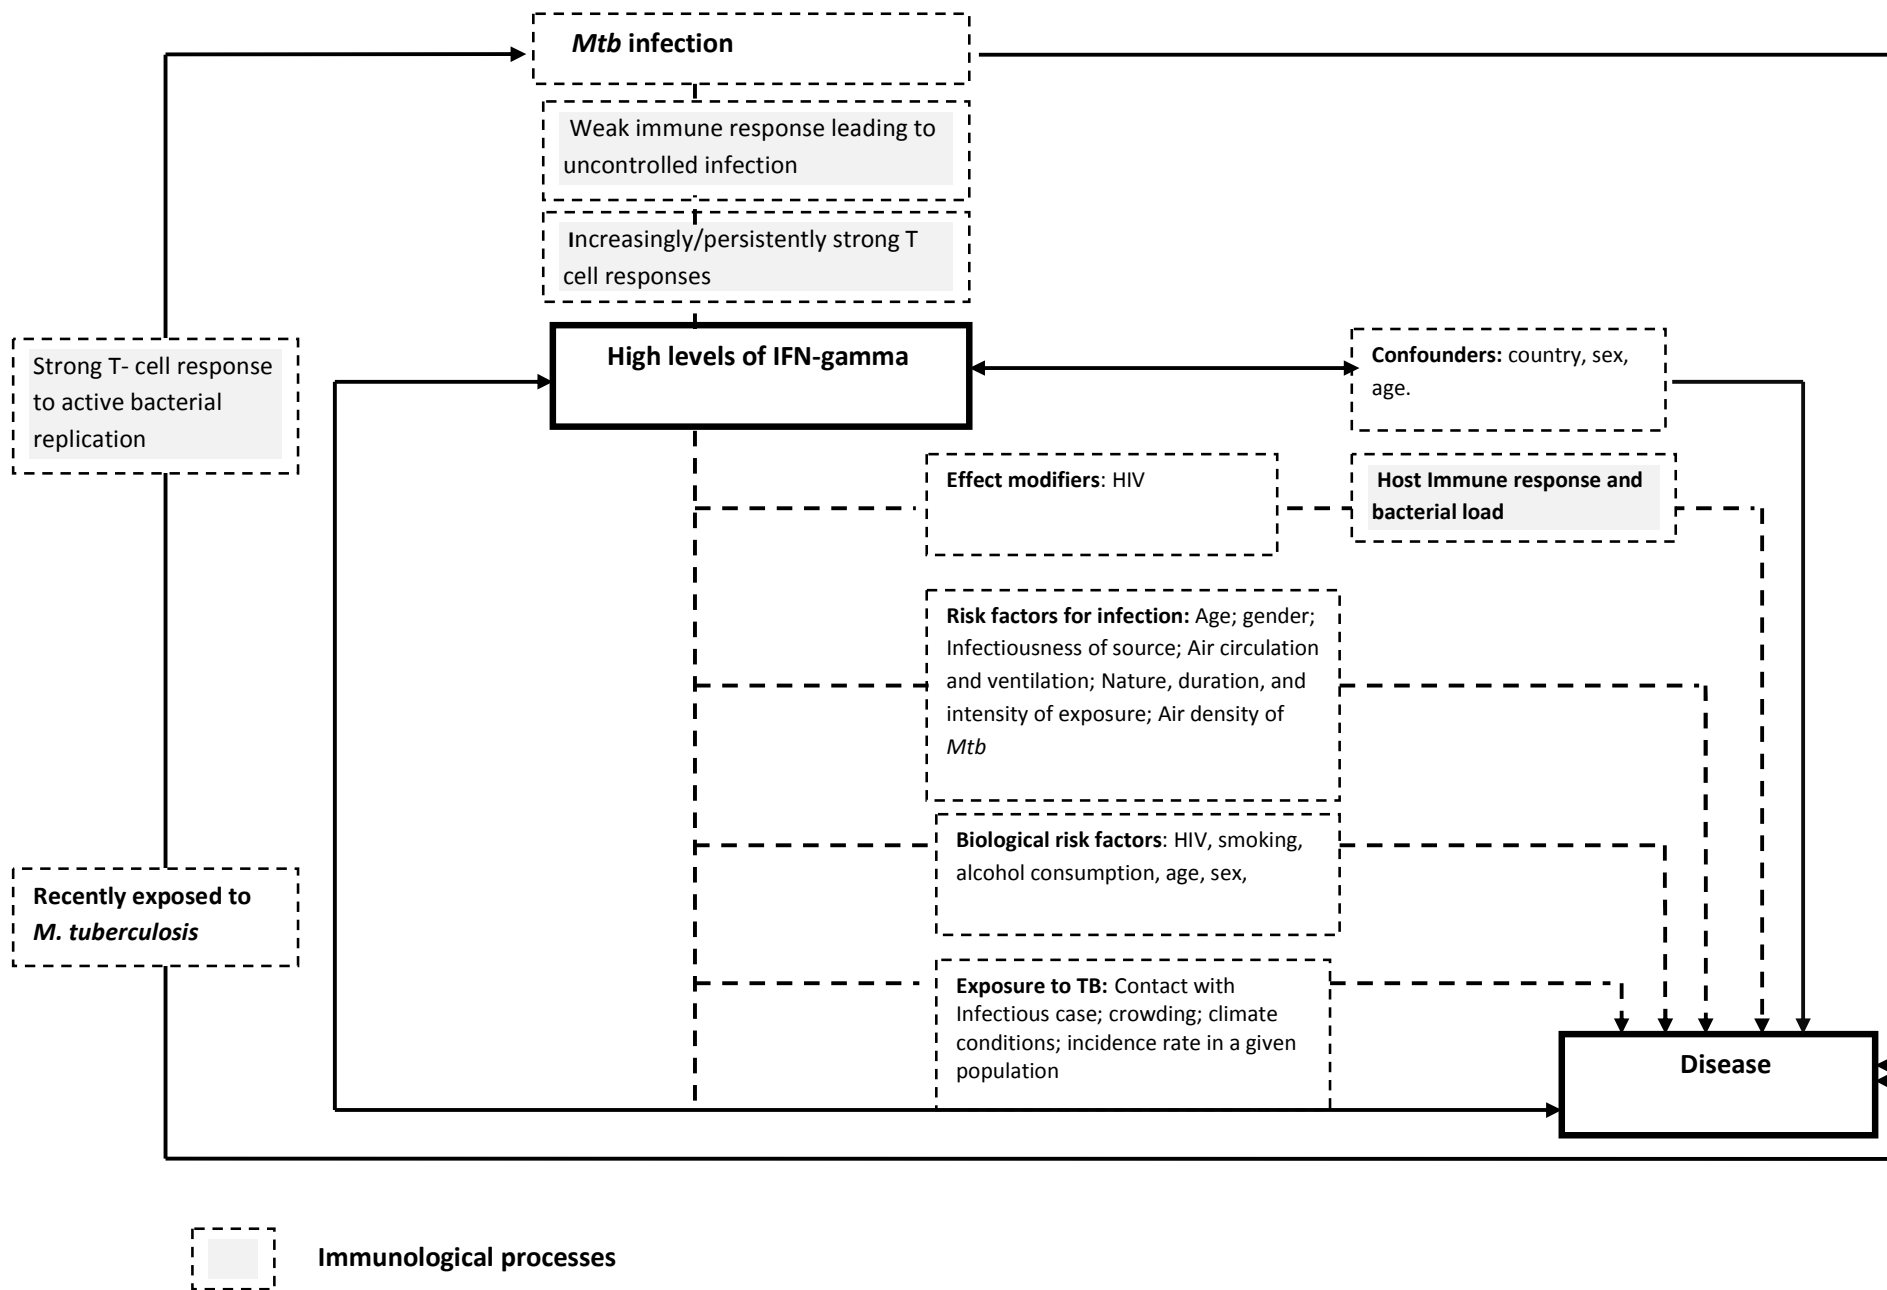 Mtb infection
Weak immune response leading to
uncontrolled infection
Increasingly/persistently strong T
cell responses
High levels of IFN-gamma
Confounders: country, sex,
age.
Strong T- cell response
to active bacterial
replication
Effect modifiers: HIV
Host Immune response and
bacterial load
Risk factors for infection: Age; gender;
Infectiousness of source; Air circulation
and ventilation; Nature, duration, and
intensity of exposure; Air density of
Mtb
Biological risk factors: HIV, smoking,
alcohol consumption, age, sex,
Recently exposed to
M. tuberculosis
Exposure to TB: Contact with
Infectious case; crowding; climate
conditions; incidence rate in a given
population
Disease
Immunological processes